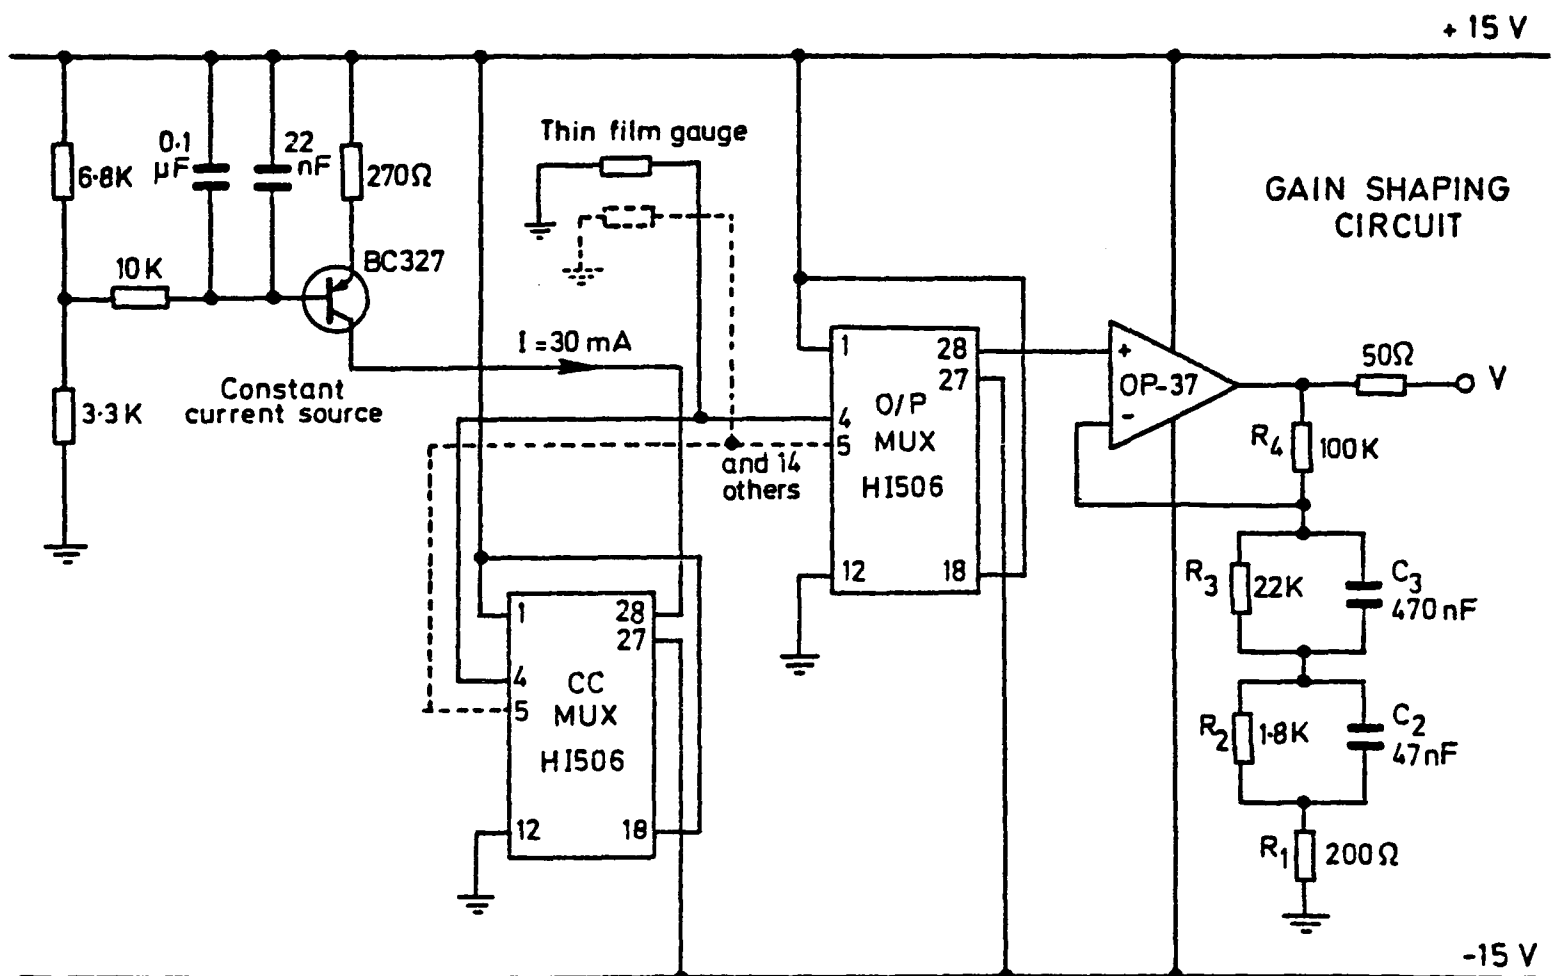 + 15 V
Thin film gauge
0.1
µF
22
nF
6·8K
270Ω
GAIN SHAPING
CIRCUIT
10K
BC327
I = 30 mA
Constant
current source
3.3K
1
28
27
4
5
O/P
MUX
HI506
12
18
and 14
others
+
OP-37
-
50Ω
V
R4
100K
R3
22K
C3
470nF
R2
1·8K
C2
47nF
R1
200Ω
1
28
27
4
5
CC
MUX
HI506
12
18
-15 V